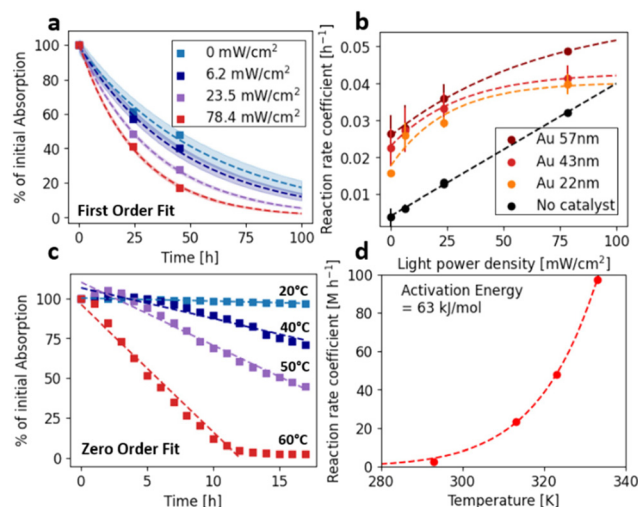 a
% of initial Absorption
100
80
60
40
20
0
0 mW/cm²
6.2 mW/cm²
23.5 mW/cm²
78.4 mW/cm²
First Order Fit
0 25 50 75 100
Time [h]
b
Reaction rate coefficient [h⁻¹]
0.05
0.04
0.03
0.02
0.01
0.00
Au 57nm
Au 43nm
Au 22nm
No catalyst
0 25 50 75 100
Light power density [mW/cm²]
c
% of initial Absorption
100
75
50
25
0
20°C
40°C
50°C
60°C
Zero Order Fit
0 5 10 15
Time [h]
d
Reaction rate coefficient [M h⁻¹]
100
80
60
40
20
0
Activation Energy
= 63 kJ/mol
280 300 320 340
Temperature [K]